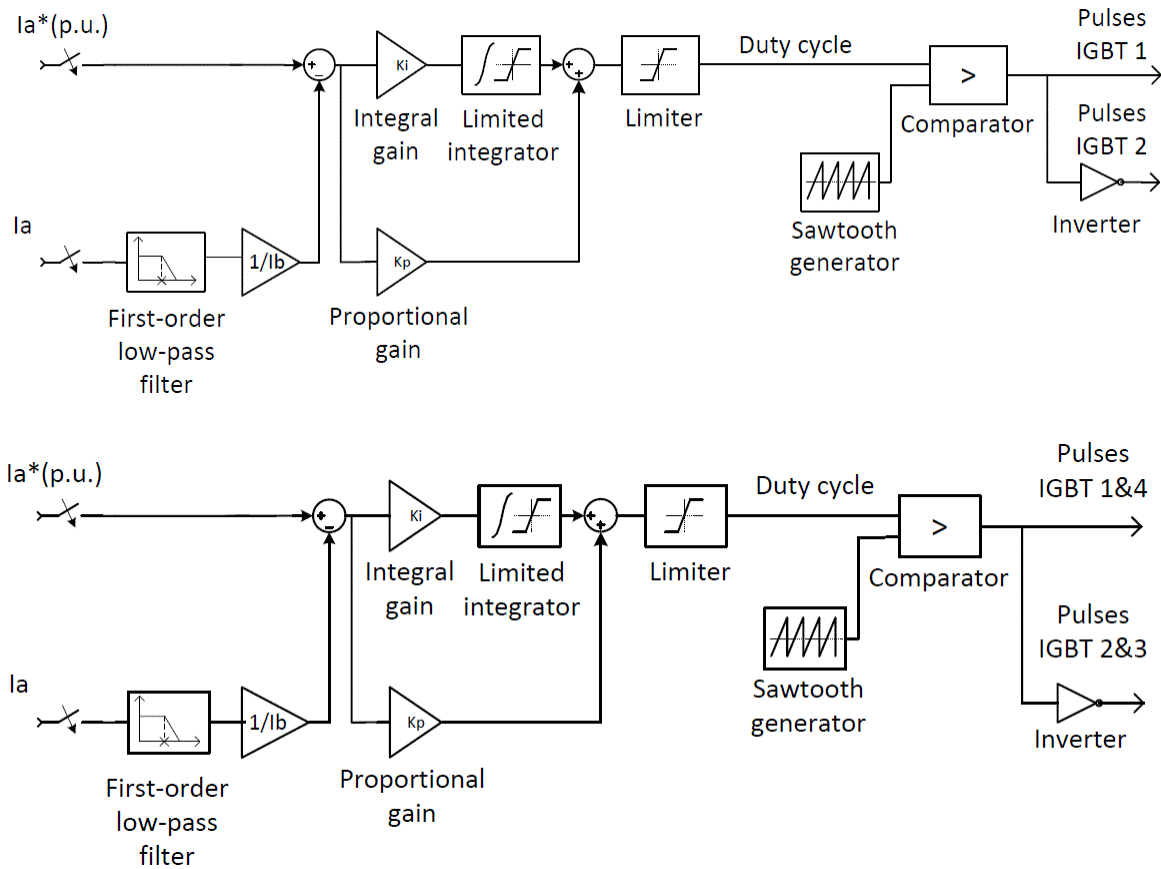 Ia*(p.u.)
Pulses
IGBT 1
Duty cycle
+
−
Ki
+
+
>
Integral
gain
Limited
integrator
Limiter
Comparator
Pulses
IGBT 2
Ia
Sawtooth
generator
Inverter
1/Ib
Kp
First-order
low-pass
filter
Proportional
gain
Ia*(p.u.)
Pulses
IGBT 1&4
Duty cycle
+
−
Ki
+
+
>
Integral
gain
Limited
integrator
Limiter
Comparator
Pulses
IGBT 2&3
Ia
Sawtooth
generator
Inverter
1/Ib
Kp
First-order
low-pass
filter
Proportional
gain